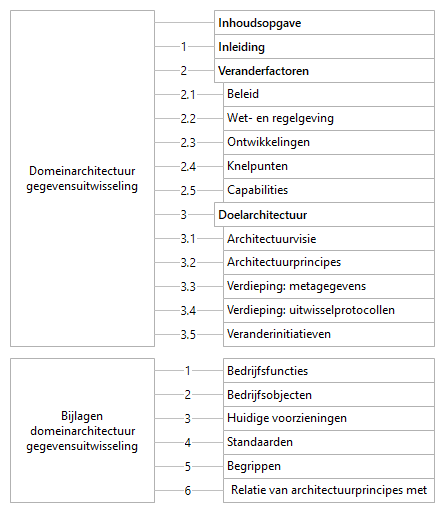 Domeinarchitectuur
gegevensuitwisseling
Inhoudsopgave
1 Inleiding
2 Veranderfactoren
2.1 Beleid
2.2 Wet- en regelgeving
2.3 Ontwikkelingen
2.4 Knelpunten
2.5 Capabilities
3 Doelarchitectuur
3.1 Architectuurvisie
3.2 Architectuurprincipes
3.3 Verdieping: metagegevens
3.4 Verdieping: uitwisselprotocollen
3.5 Veranderinitiatieven
Bijlagen
domeinarchitectuur
gegevensuitwisseling
1 Bedrijfsfuncties
2 Bedrijfsobjecten
3 Huidige voorzieningen
4 Standaarden
5 Begrippen
6 Relatie van architectuurprincipes met